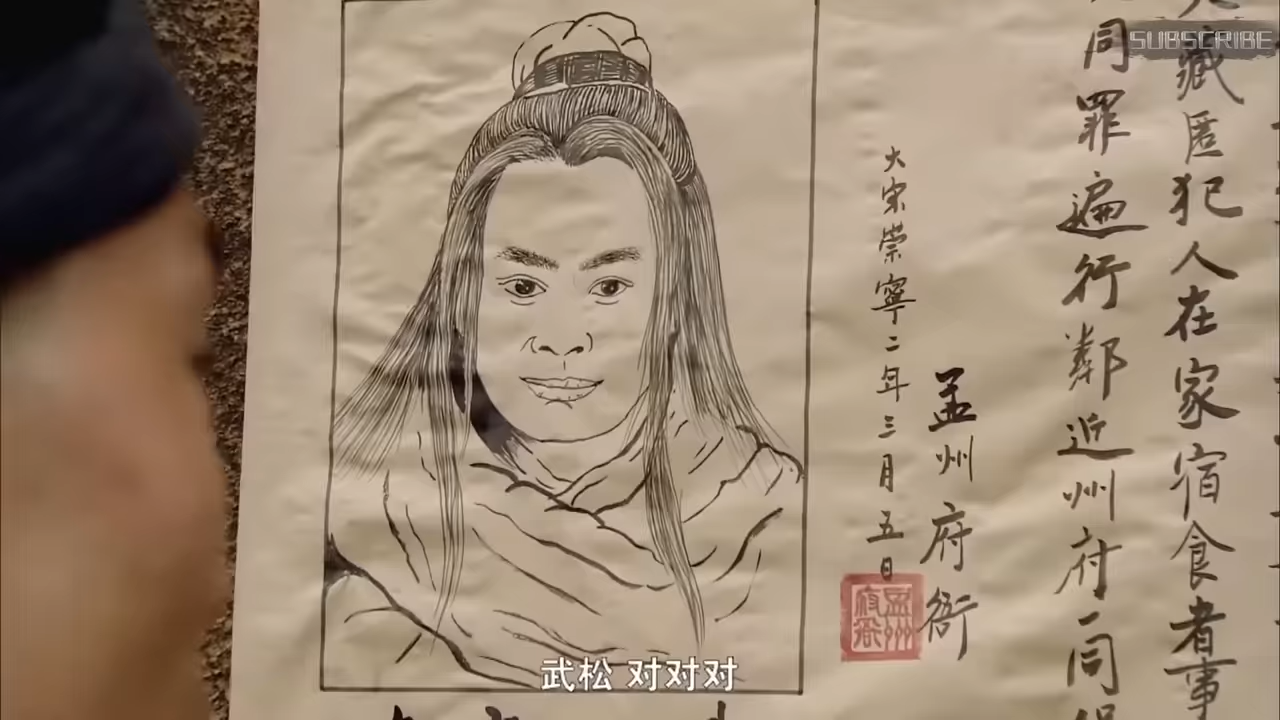 SUBSCRIBE
藏匿犯人在家宿食者事
同罪遍行鄰近州府一同
孟州府衙
大宋崇寧二年三月五日
武松 对对对